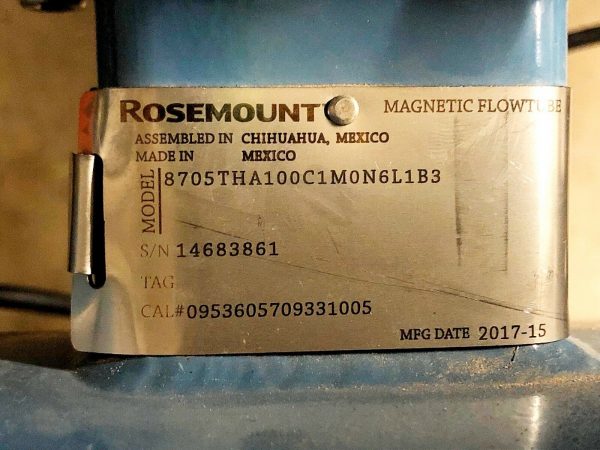 ROSEMOUNT MAGNETIC FLOWTUBE
ASSEMBLED IN CHIHUAHUA, MEXICO
MADE IN MEXICO
MODEL 8705THA100C1M0N6L1B3
S/N 14683861
TAG
CAL# 0953605709331005
MFG DATE 2017-15